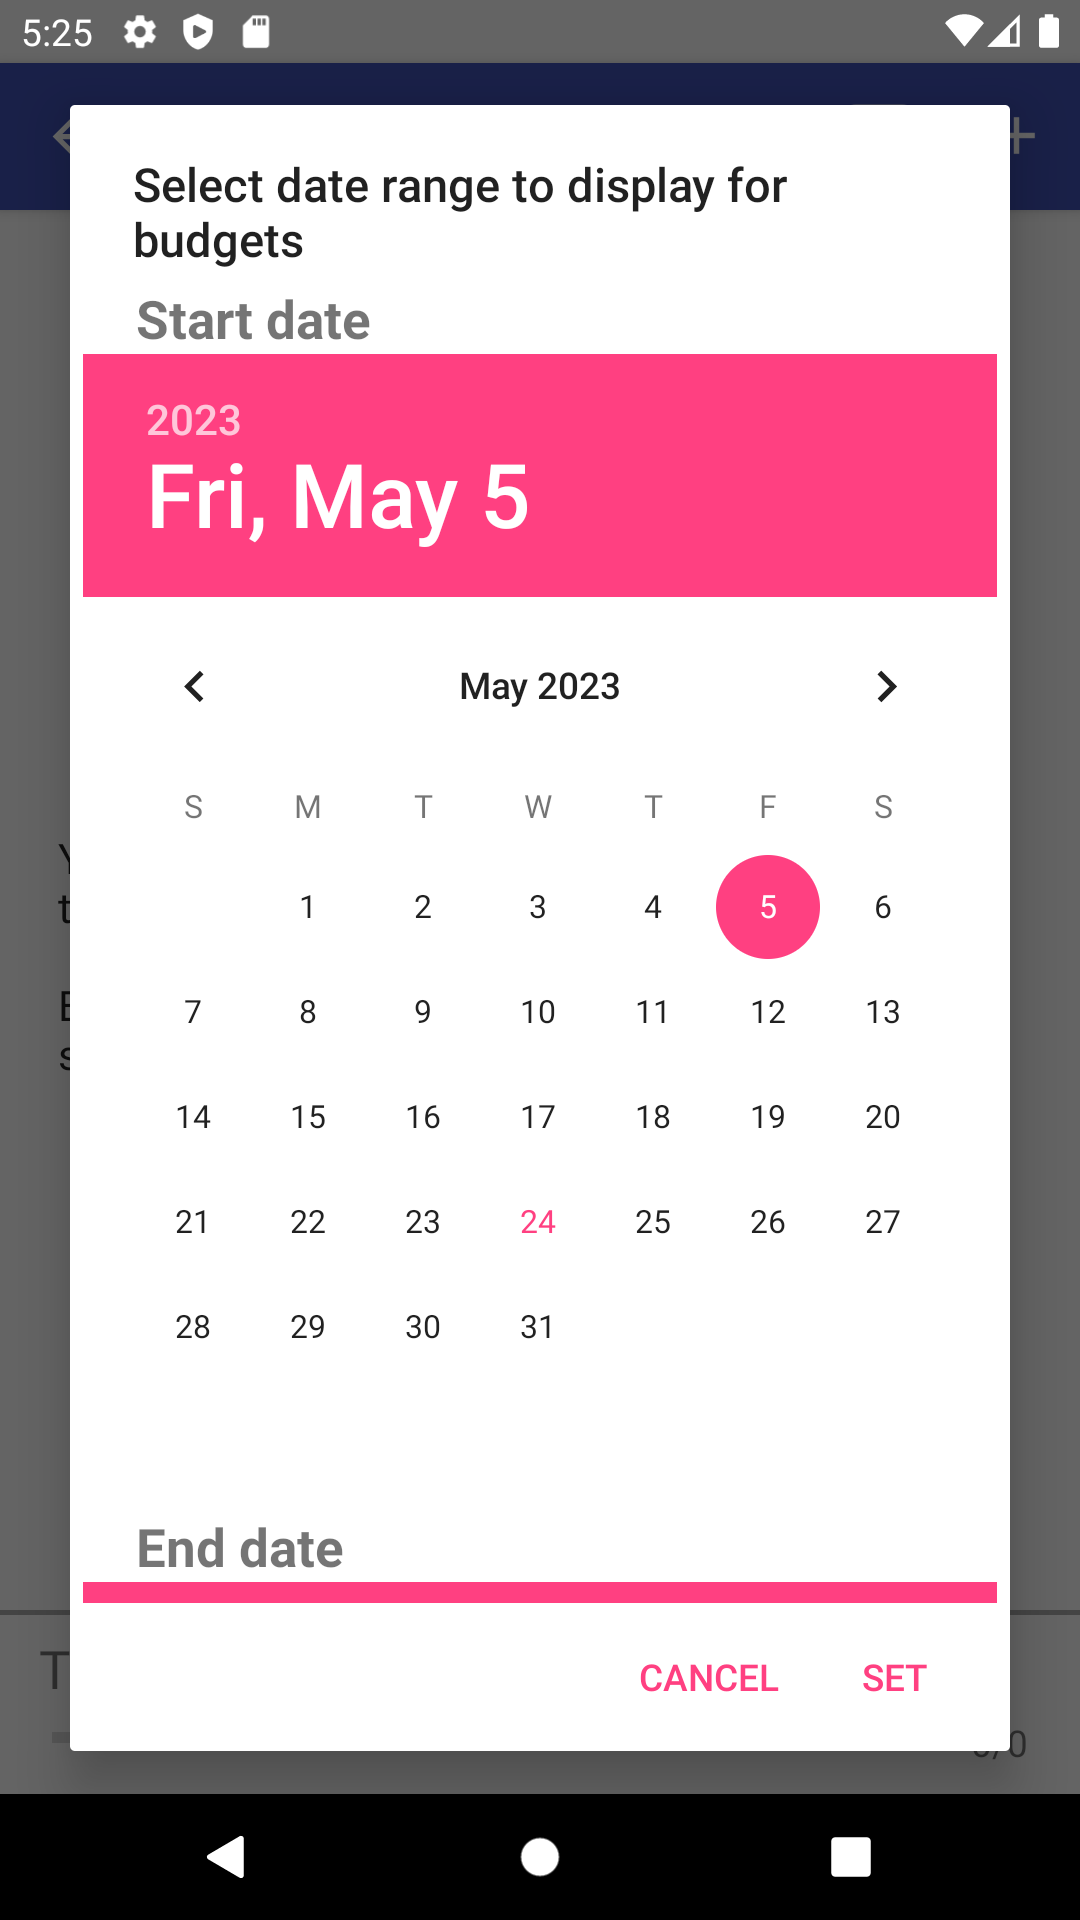 5:25
Select date range to display for
budgets
Start date
2023
Fri, May 5
May 2023
S M T W T F S
1 2 3 4 5 6
7 8 9 10 11 12 13
14 15 16 17 18 19 20
21 22 23 24 25 26 27
28 29 30 31
End date
CANCEL SET